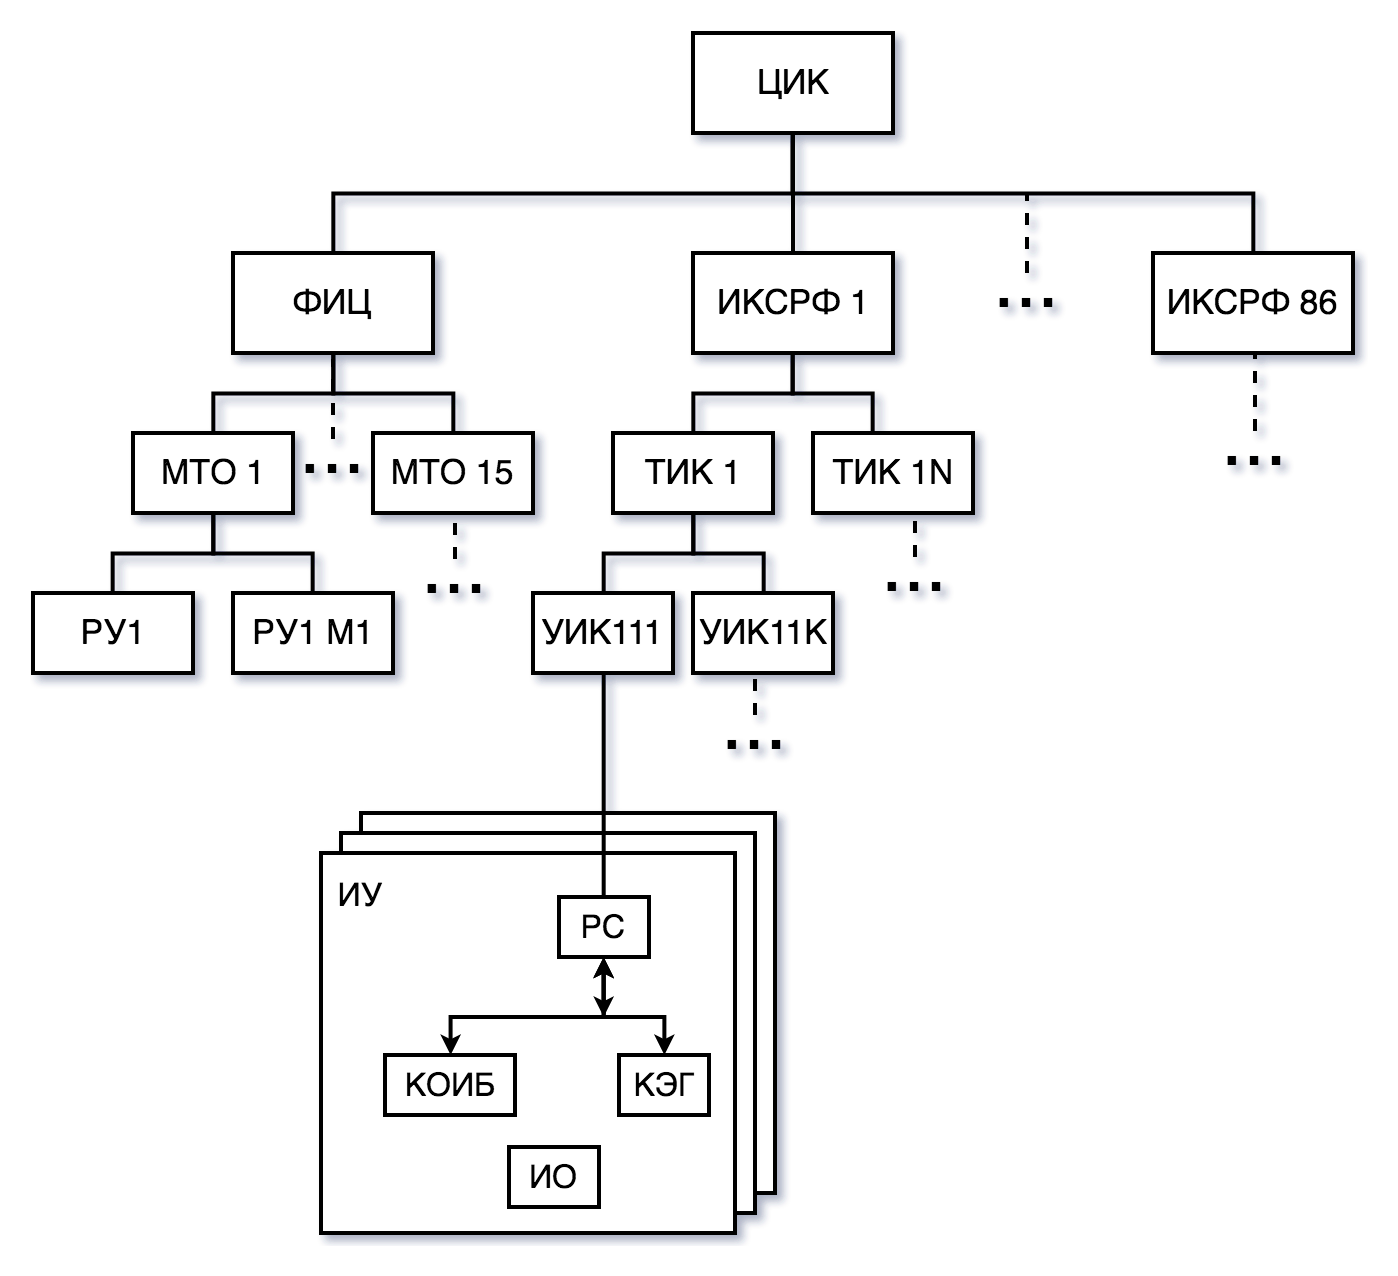 ЦИК
ФИЦ
ИКСРФ 1
...
ИКСРФ 86
МТО 1
...
МТО 15
ТИК 1
ТИК 1N
...
РУ1
РУ1 М1
...
УИК111
УИК11К
...
...
ИУ
РС
КОИБ
КЭГ
ИО